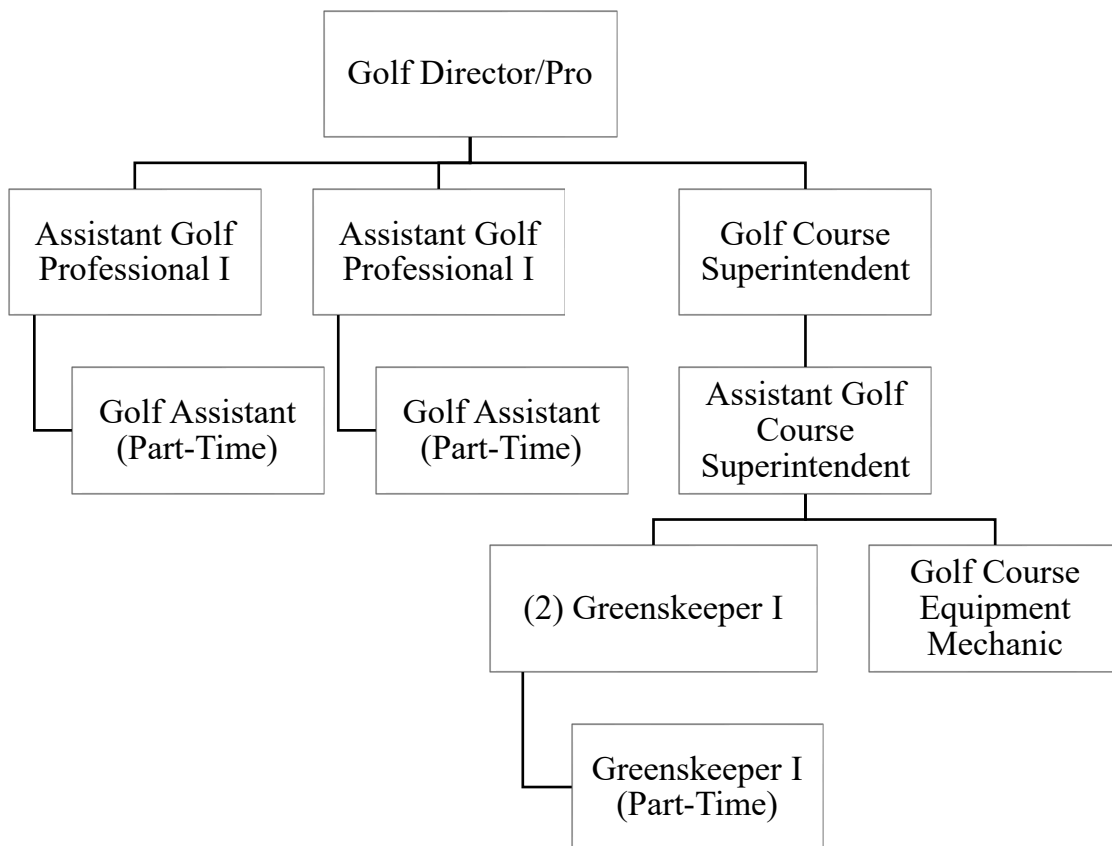 Golf Director/Pro
Assistant Golf
Professional I
Assistant Golf
Professional I
Golf Course
Superintendent
Golf Assistant
(Part-Time)
Golf Assistant
(Part-Time)
Assistant Golf
Course
Superintendent
(2) Greenskeeper I
Golf Course
Equipment
Mechanic
Greenskeeper I
(Part-Time)